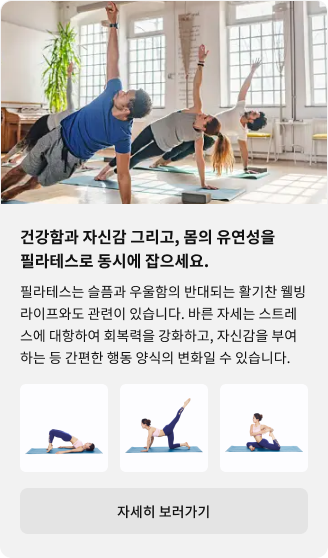 건강함과 자신감 그리고, 몸의 유연성을
필라테스로 동시에 잡으세요.
필라테스는 슬픔과 우울함의 반대되는 활기찬 웰빙
라이프와도 관련이 있습니다. 바른 자세는 스트레
스에 대항하여 회복력을 강화하고, 자신감을 부여
하는 등 간편한 행동 양식의 변화일 수 있습니다.
자세히 보러가기